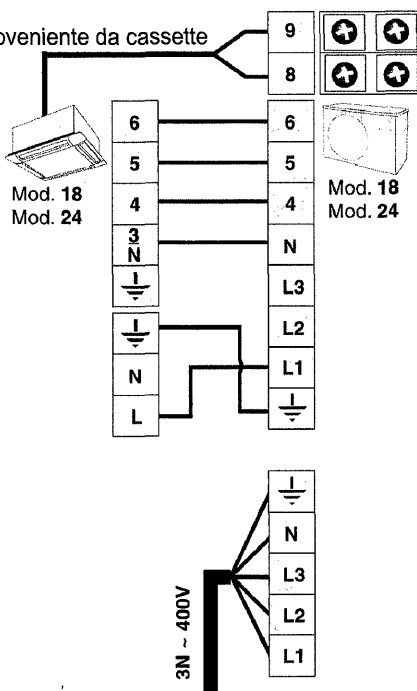 oveniente da cassette
9
8
6 6
5 5
4 4
3/N N
L3
L2
N L1
L
Mod. 18
Mod. 24
Mod. 18
Mod. 24
N
L3
L2
L1
3N ~ 400V